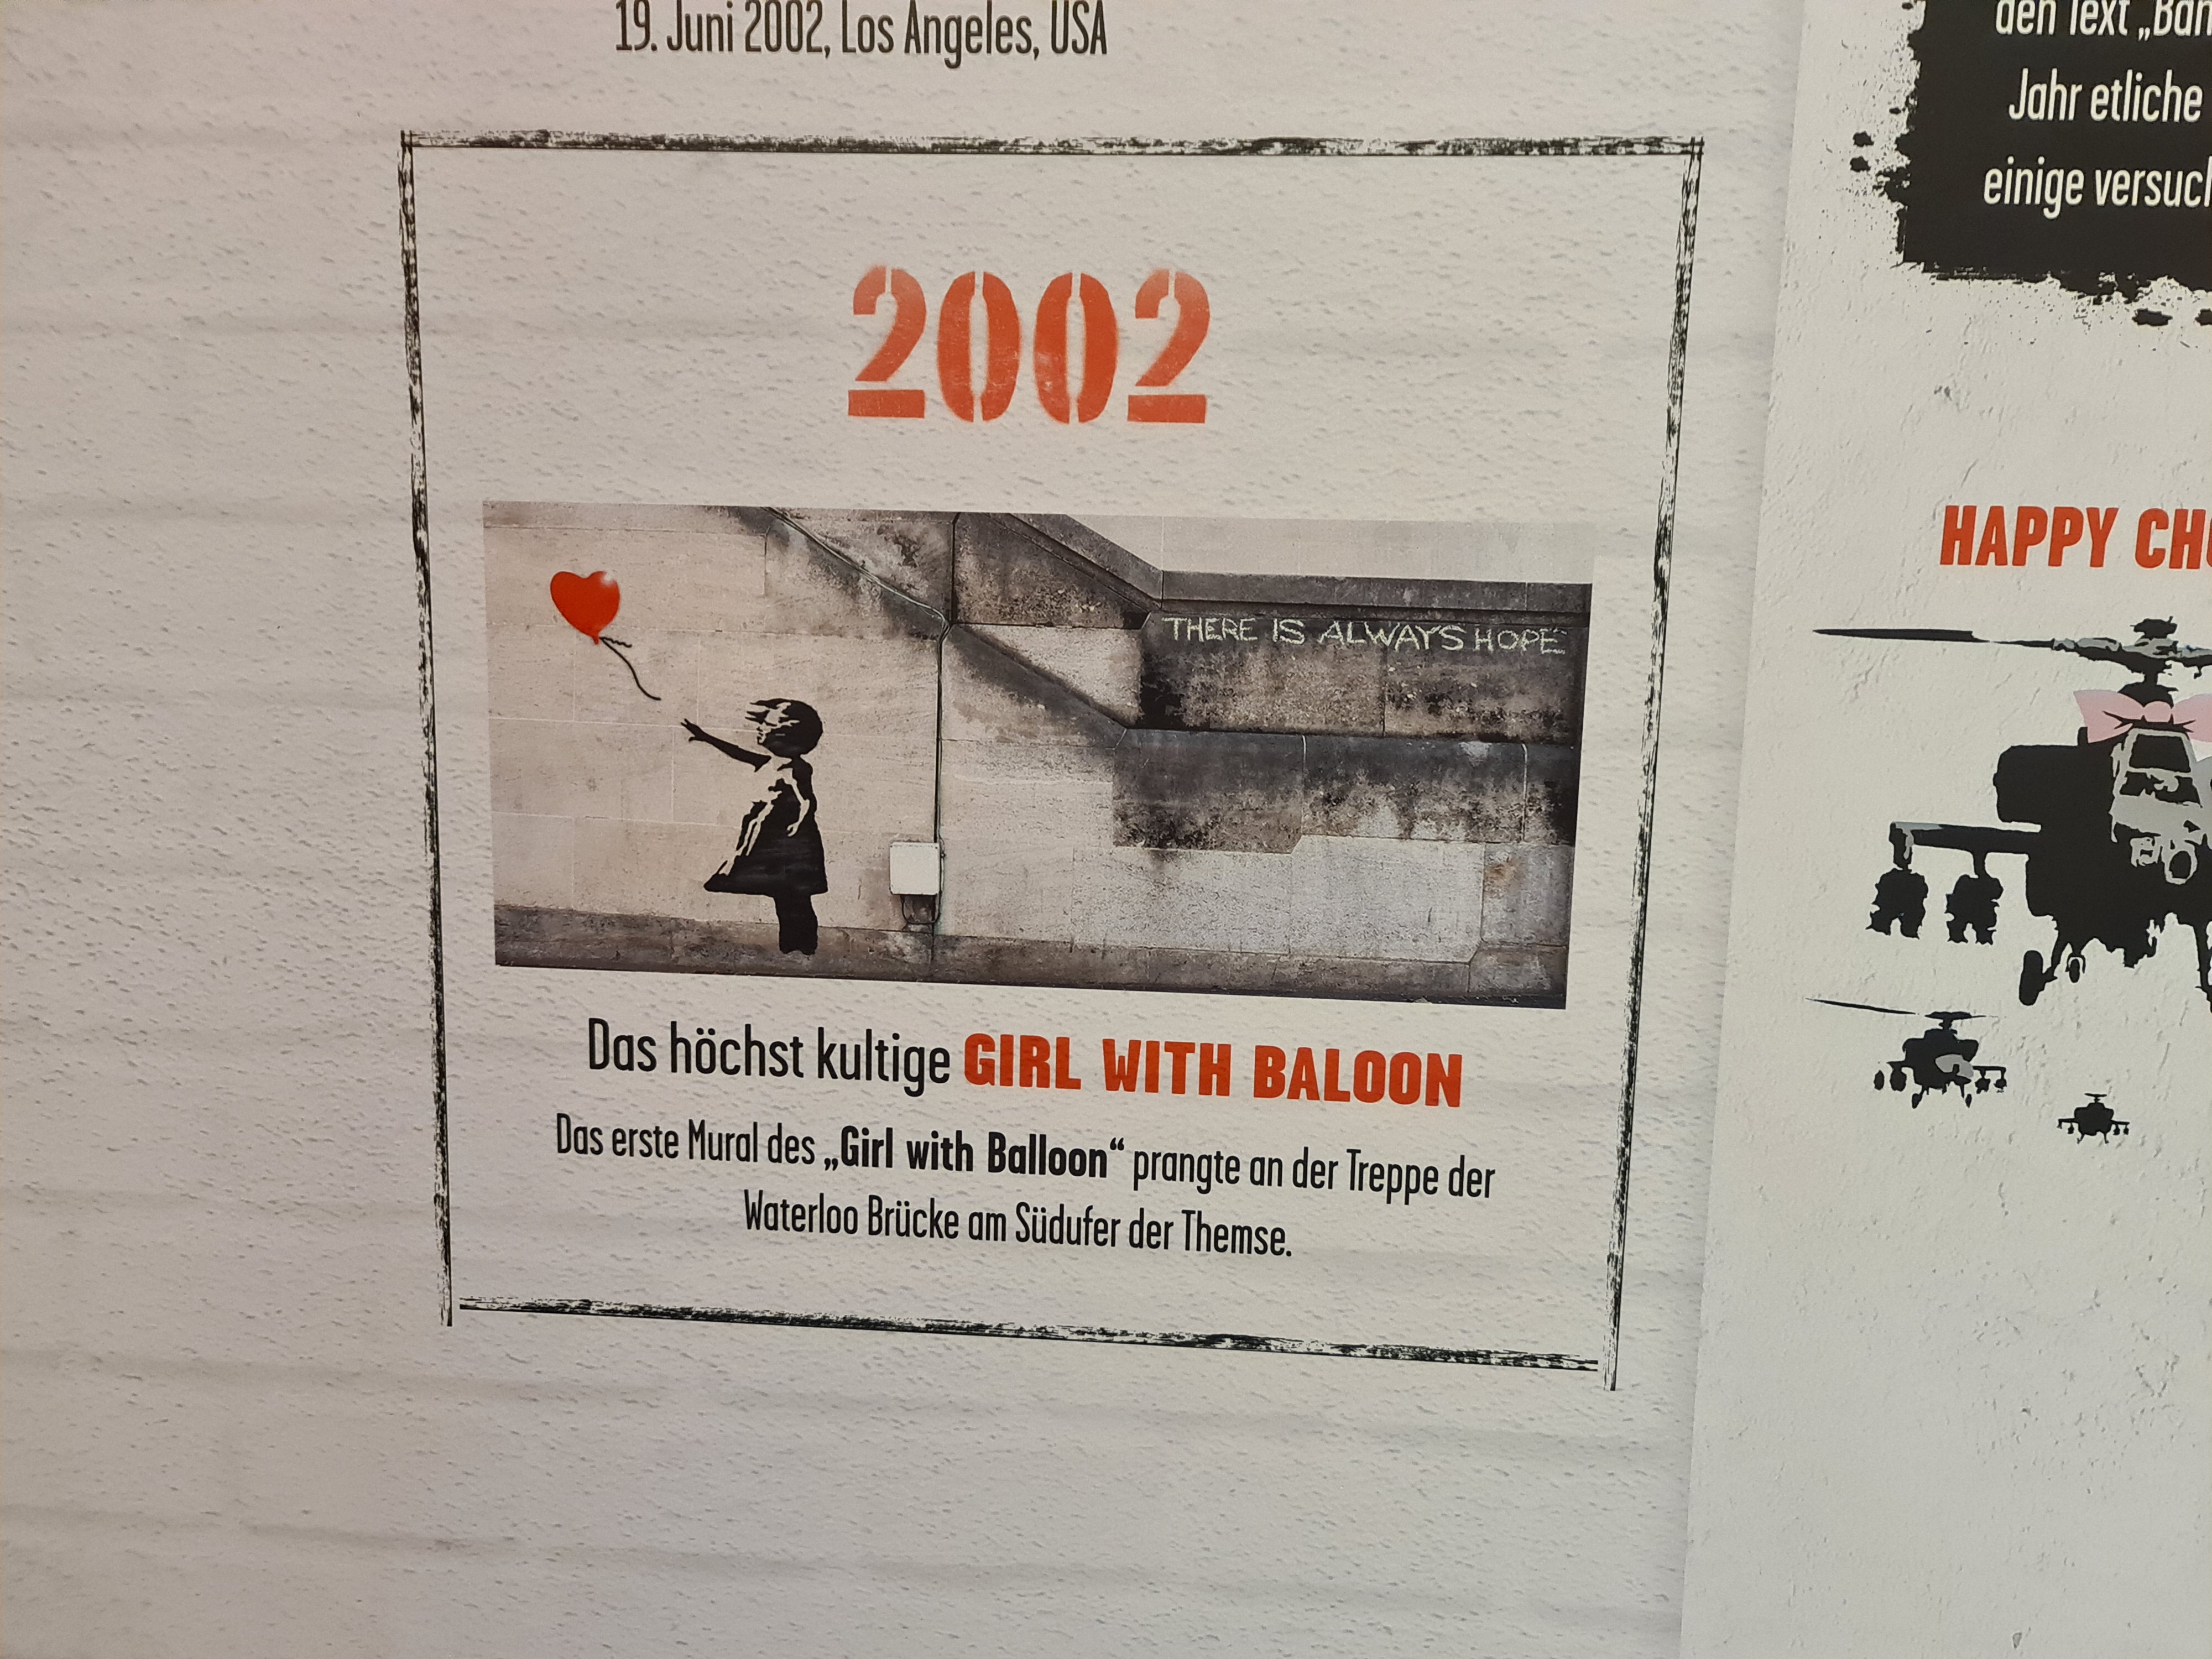 19. Juni 2002, Los Angeles, USA
2002
THERE IS ALWAYS HOPE
Das höchst kultige GIRL WITH BALOON
Das erste Mural des „Girl with Balloon“ prangte an der Treppe der
Waterloo Brücke am Südufer der Themse.
den Text
Jahr etliche
einige
HAPPY